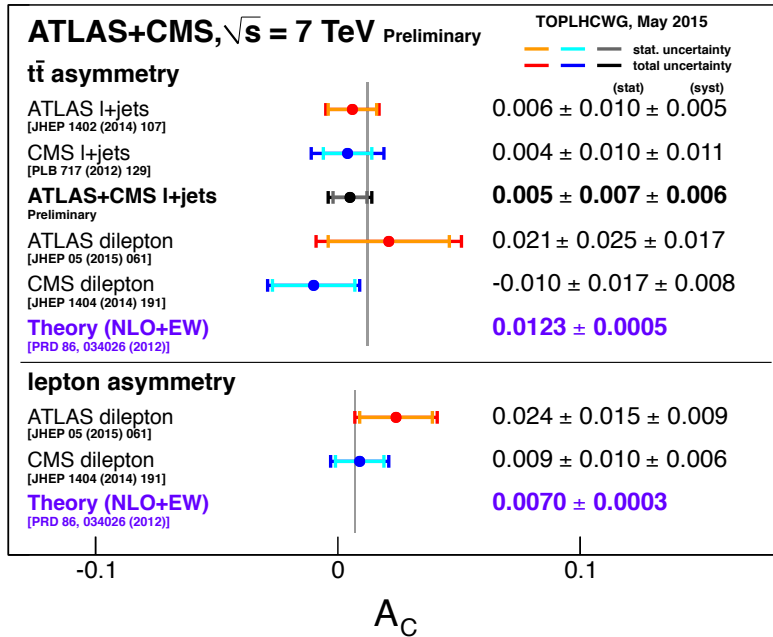 ATLAS+CMS, √s = 7 TeV Preliminary
TOPLHCWG, May 2015
stat. uncertainty
total uncertainty
tt̄ asymmetry
(stat) (syst)
ATLAS l+jets 0.006 ± 0.010 ± 0.005
[JHEP 1402 (2014) 107]
CMS l+jets 0.004 ± 0.010 ± 0.011
[PLB 717 (2012) 129]
ATLAS+CMS l+jets 0.005 ± 0.007 ± 0.006
Preliminary
ATLAS dilepton 0.021 ± 0.025 ± 0.017
[JHEP 05 (2015) 061]
CMS dilepton -0.010 ± 0.017 ± 0.008
[JHEP 1404 (2014) 191]
Theory (NLO+EW) 0.0123 ± 0.0005
[PRD 86, 034026 (2012)]
lepton asymmetry
ATLAS dilepton 0.024 ± 0.015 ± 0.009
[JHEP 05 (2015) 061]
CMS dilepton 0.009 ± 0.010 ± 0.006
[JHEP 1404 (2014) 191]
Theory (NLO+EW) 0.0070 ± 0.0003
[PRD 86, 034026 (2012)]
-0.1 0 0.1
A_C